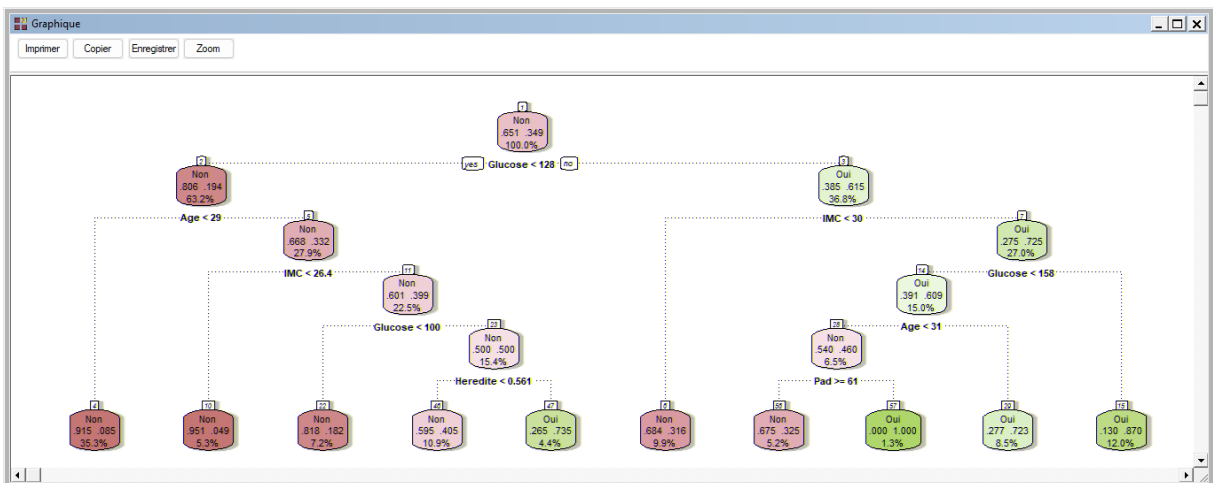 Graphique
Imprimer Copier Enregistrer Zoom
1
Non
.651 .349
100.0%
yes Glucose < 128 no
2
Non
.806 .194
63.2%
3
Oui
.385 .615
36.8%
Age < 29
IMC < 30
5
Non
.668 .332
27.9%
7
Oui
.275 .725
27.0%
IMC < 26.4
Glucose < 158
11
Non
.601 .399
22.5%
14
Oui
.391 .609
15.0%
Glucose < 100
Age < 31
23
Non
.500 .500
15.4%
28
Non
.540 .460
6.5%
Heredite < 0.561
Pad >= 61
4
Non
.915 .085
35.3%
10
Non
.951 .049
5.3%
22
Non
.818 .182
7.2%
46
Non
.595 .405
10.9%
47
Oui
.265 .735
4.4%
6
Non
.684 .316
9.9%
56
Non
.675 .325
5.2%
57
Oui
.000 1.000
1.3%
29
Oui
.277 .723
8.5%
15
Oui
.130 .870
12.0%